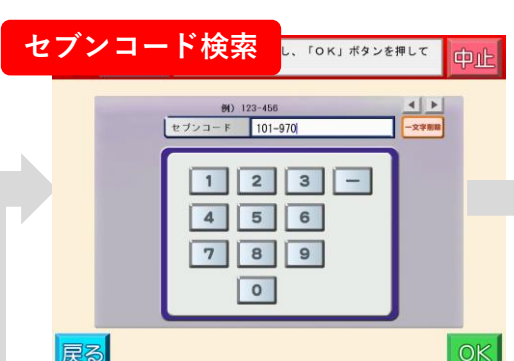 セブンコード検索
し、「OK」ボタンを押して
中止
例) 123-456
セブンコード 101-970
一文字削除
1 2 3 ー
4 5 6
7 8 9
0
戻る
OK